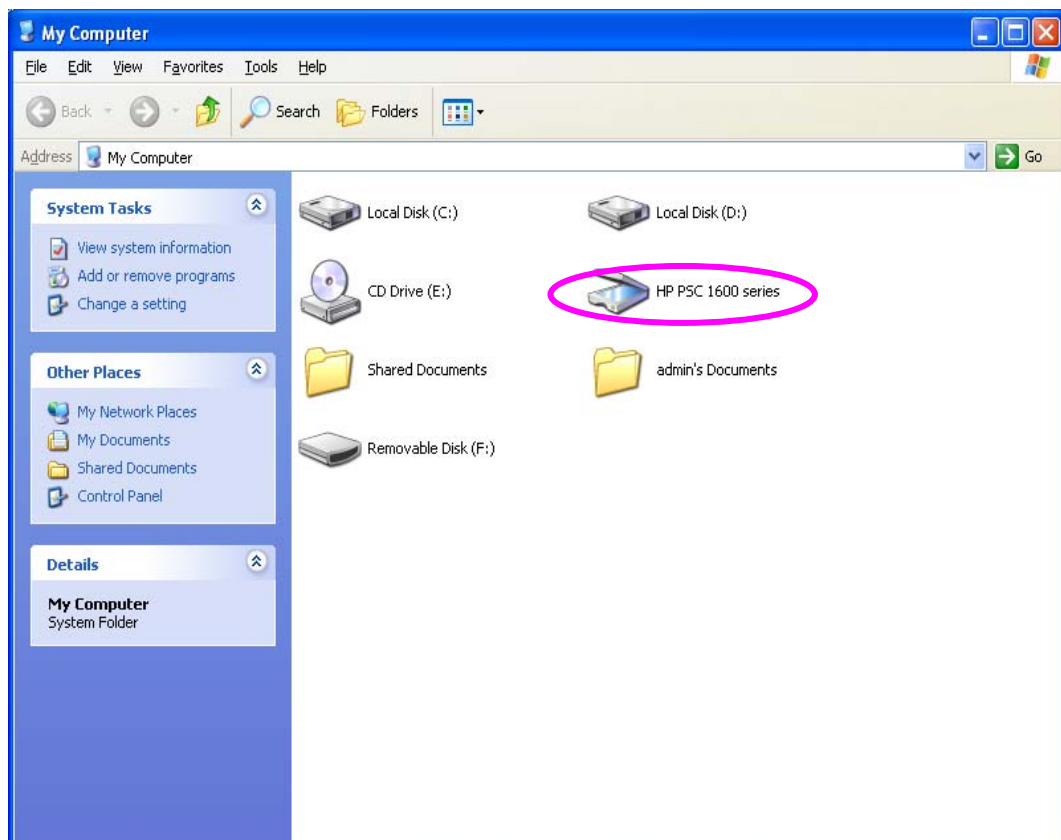 My Computer
File Edit View Favorites Tools Help
Back Search Folders
Address My Computer Go
System Tasks
View system information
Add or remove programs
Change a setting
Other Places
My Network Places
My Documents
Shared Documents
Control Panel
Details
My Computer
System Folder
Local Disk (C:) Local Disk (D:)
CD Drive (E:) HP PSC 1600 series
Shared Documents admin's Documents
Removable Disk (F:)